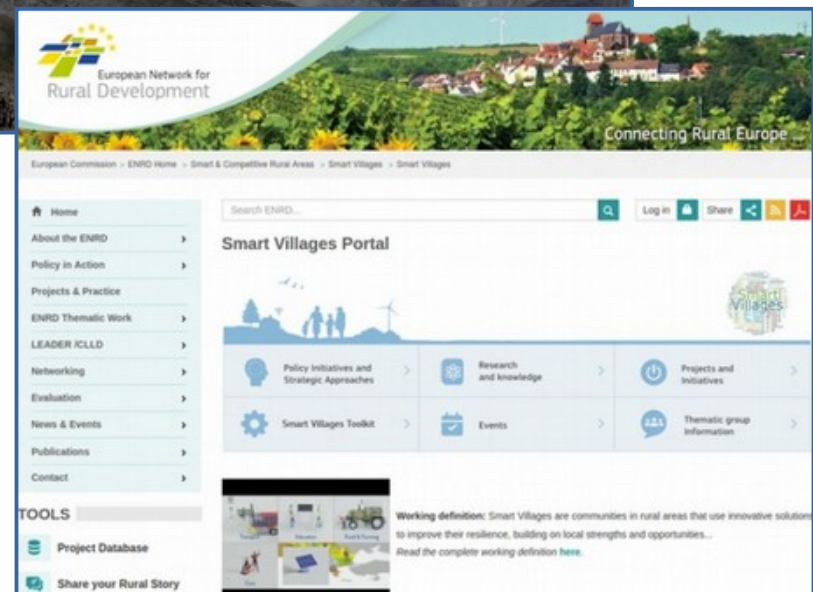 European Network for
Rural Development
Connecting Rural Europe ...
European Commission > ENRD Home > Smart & Competitive Rural Areas > Smart Villages > Smart Villages
Home
About the ENRD
Policy in Action
Projects & Practice
ENRD Thematic Work
LEADER /CLLD
Networking
Evaluation
News & Events
Publications
Contact
TOOLS
Project Database
Share your Rural Story
Search ENRD...
Log in
Share
Smart Villages Portal
Smart
Villages
Policy Initiatives and
Strategic Approaches
Research
and knowledge
Projects and
Initiatives
Smart Villages Toolkit
Events
Thematic group
Information
Education
Food & Farming
Care
Working definition: Smart Villages are communities in rural areas that use innovative solutions
to improve their resilience, building on local strengths and opportunities...
Read the complete working definition here.